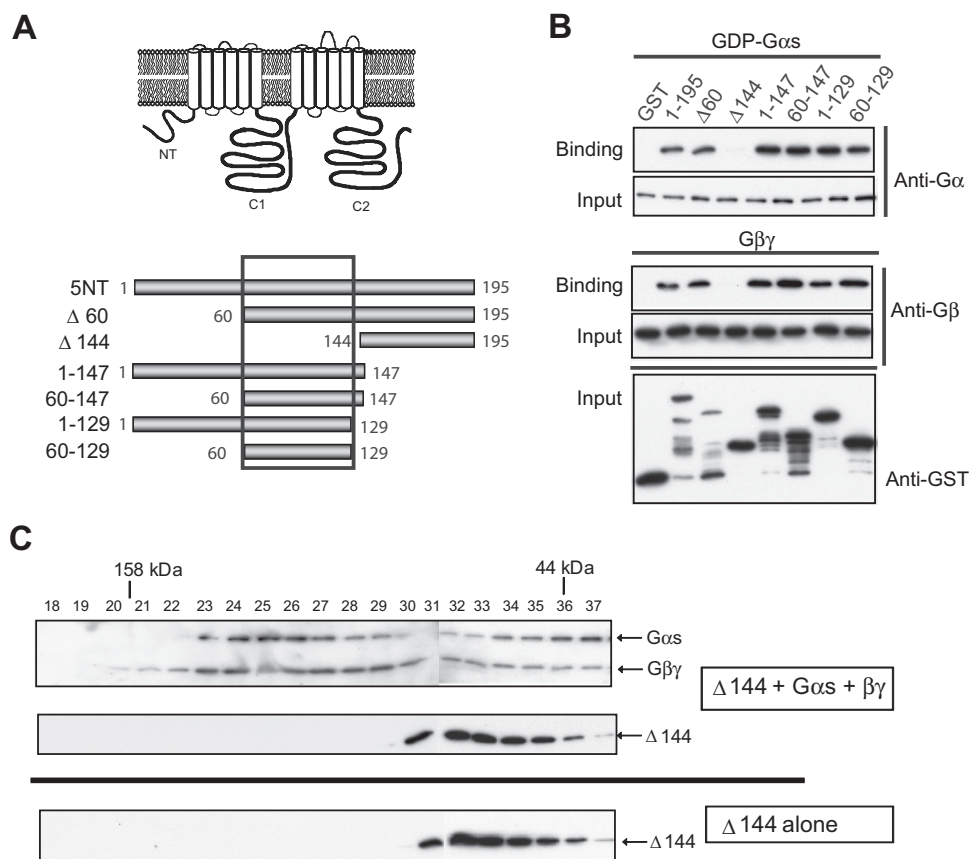 A
NT
C1
C2
5NT 1 195
Δ 60 60 195
Δ 144 144 195
1-147 1 147
60-147 60 147
1-129 1 129
60-129 60 129
B
GDP-Gαs
GST 1-195 Δ60 Δ144 1-147 60-147 1-129 60-129
Binding
Input
Anti-Gα
Gβγ
Binding
Input
Anti-Gβ
Input
Anti-GST
C
158 kDa 44 kDa
18 19 20 21 22 23 24 25 26 27 28 29 30 31 32 33 34 35 36 37
Gαs
Gβγ
Δ 144 + Gαs + βγ
Δ 144
Δ 144 alone
Δ 144